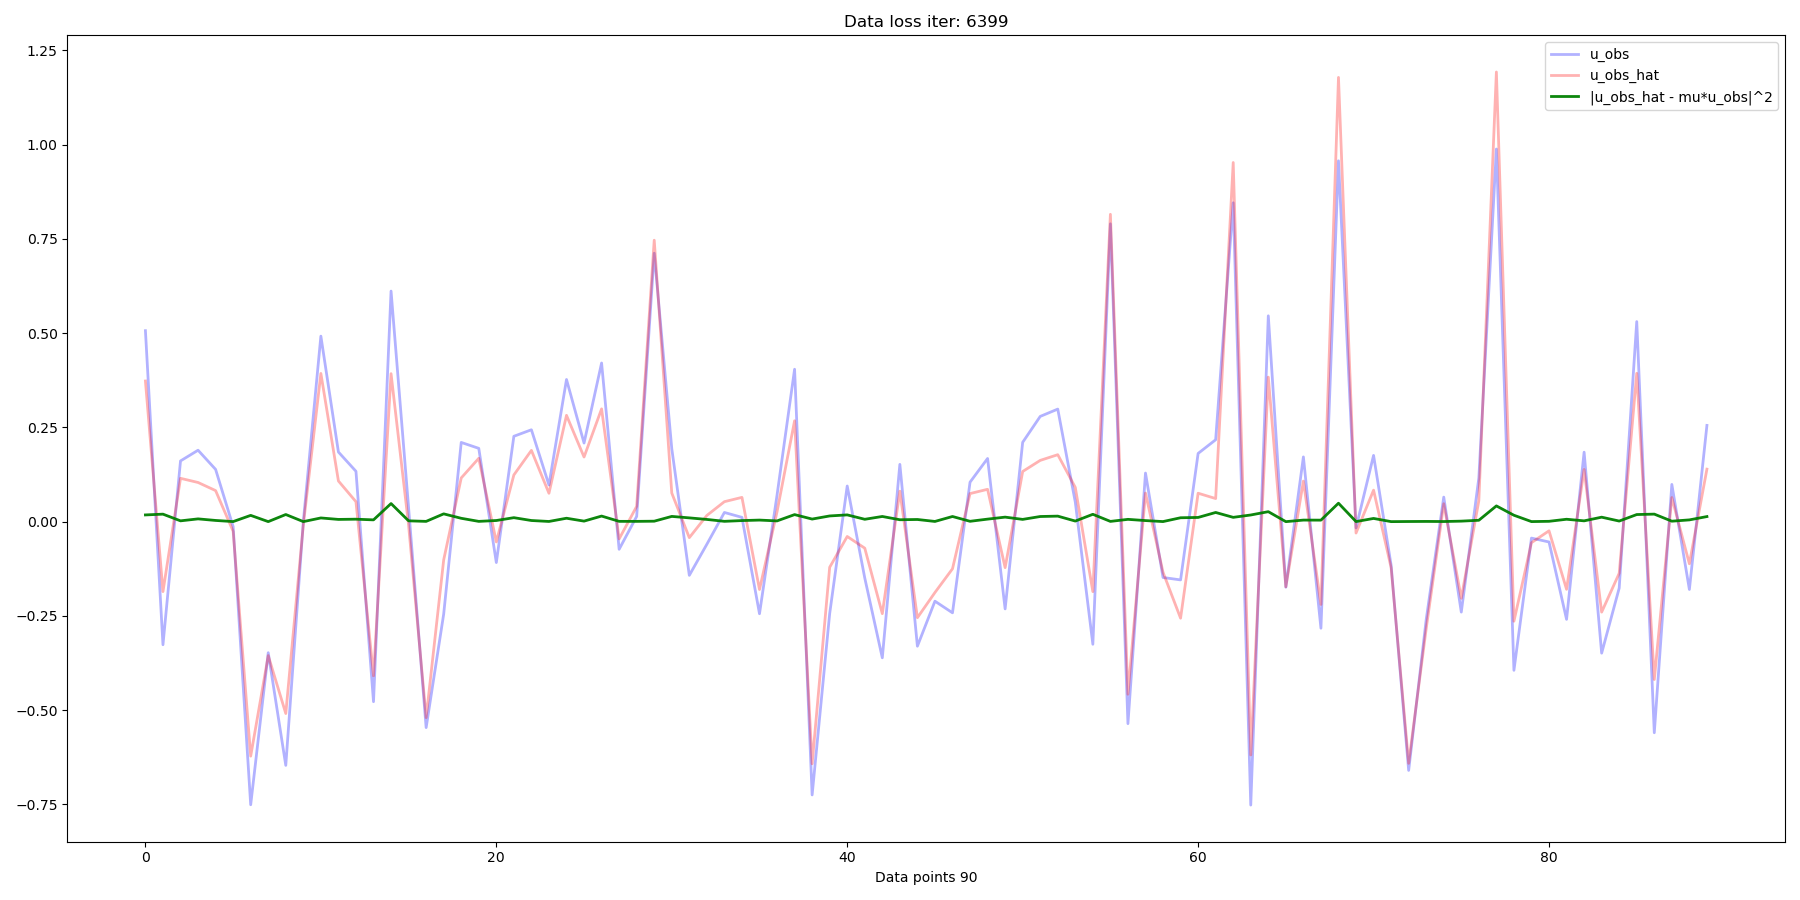 Data loss iter: 6399
u_obs
u_obs_hat
|u_obs_hat - mu*u_obs|^2
1.25
1.00
0.75
0.50
0.25
0.00
−0.25
−0.50
−0.75
0 20 40 60 80
Data points 90